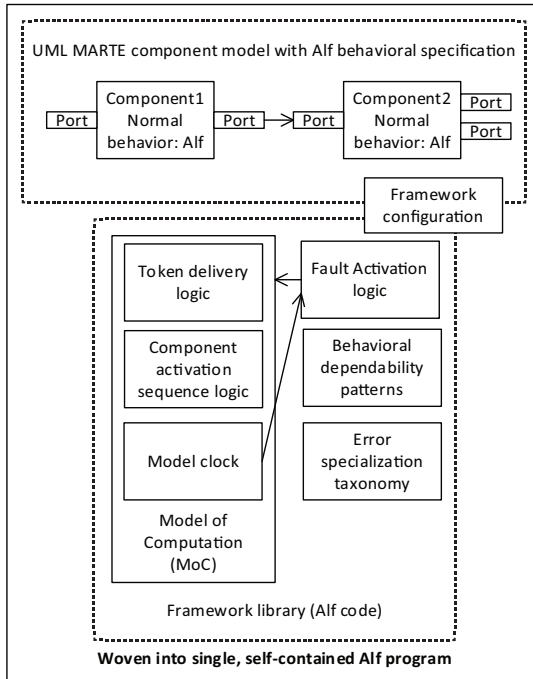 UML MARTE component model with Alf behavioral specification
Port
Component1
Normal
behavior: Alf
Port
Port
Component2
Normal
behavior: Alf
Port
Port
Framework
configuration
Token delivery
logic
Fault Activation
logic
Component
activation
sequence logic
Behavioral
dependability
patterns
Model clock
Error
specialization
taxonomy
Model of
Computation
(MoC)
Framework library (Alf code)
Woven into single, self-contained Alf program